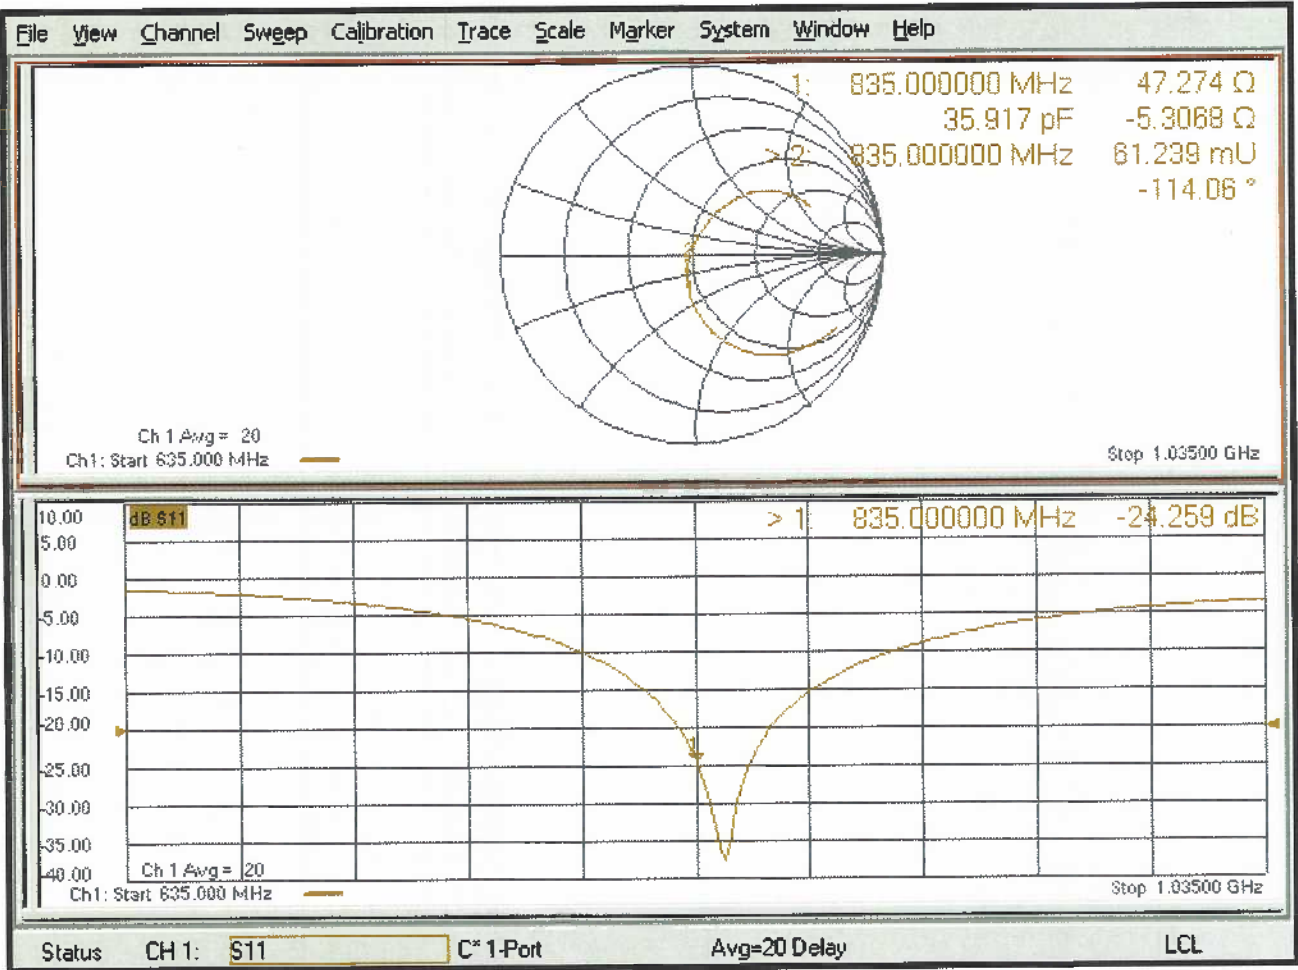 File View Channel Sweep Calibration Trace Scale Marker System Window Help
1: 835.000000 MHz 47.274 Ω
35.917 pF -5.3068 Ω
> 2: 835.000000 MHz 61.239 mU
-114.06 °
Ch 1 Avg = 20
Ch1: Start 635.000 MHz
Stop 1.03500 GHz
10.00
dB S11
> 1: 835.000000 MHz -24.259 dB
5.00
0.00
-5.00
-10.00
-15.00
-20.00
1
-25.00
-30.00
-35.00
-40.00
Ch 1 Avg = 20
Ch1: Start 635.000 MHz
Stop 1.03500 GHz
Status CH 1: S11 C* 1-Port Avg=20 Delay LCL